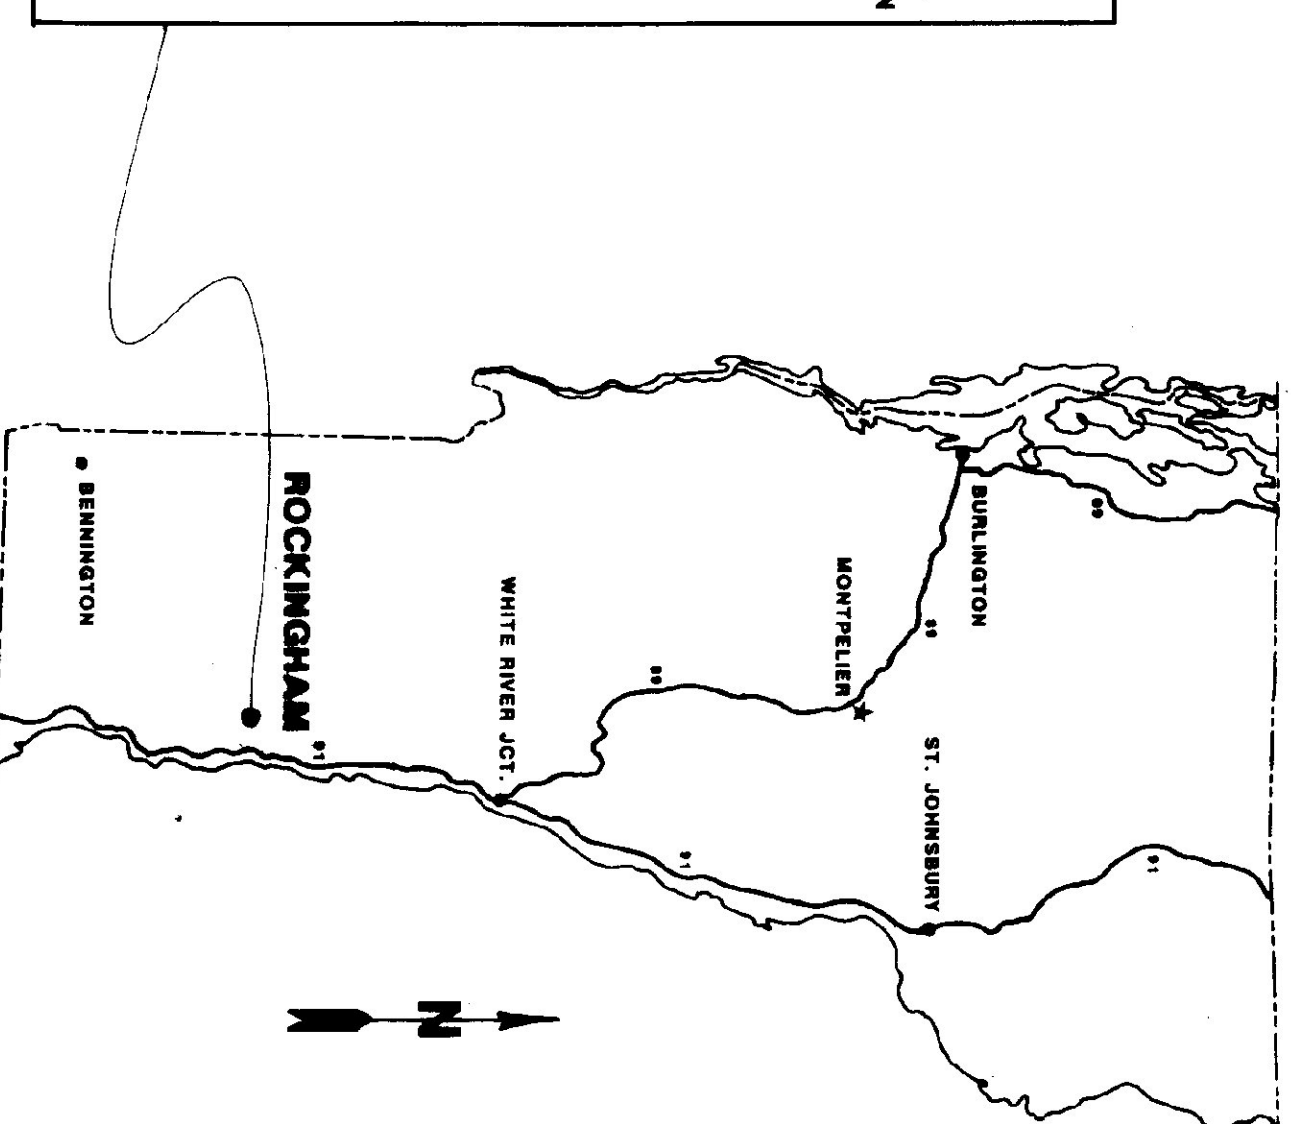 BURLINGTON
89
89
MONTPELIER
ST. JOHNSBURY
91
89
91
WHITE RIVER JCT.
ROCKINGHAM
91
BENNINGTON
N
N